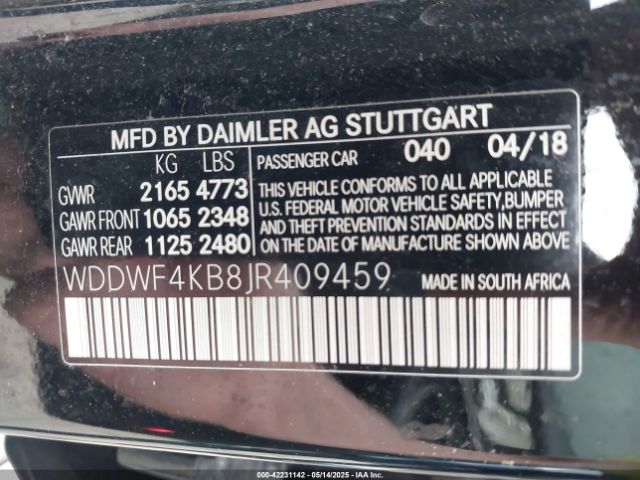 MFD BY DAIMLER AG STUTTGART
KG LBS
GVWR 2165 4773
GAWR FRONT 1065 2348
GAWR REAR 1125 2480
PASSENGER CAR 040 04/18
THIS VEHICLE CONFORMS TO ALL APPLICABLE
U.S. FEDERAL MOTOR VEHICLE SAFETY,BUMPER
AND THEFT PREVENTION STANDARDS IN EFFECT
ON THE DATE OF MANUFACTURE SHOWN ABOVE.
WDDWF4KB8JR409459 MADE IN SOUTH AFRICA
000-42231142 - 05/14/2025 - COPYRIGHT IAA, LLC.